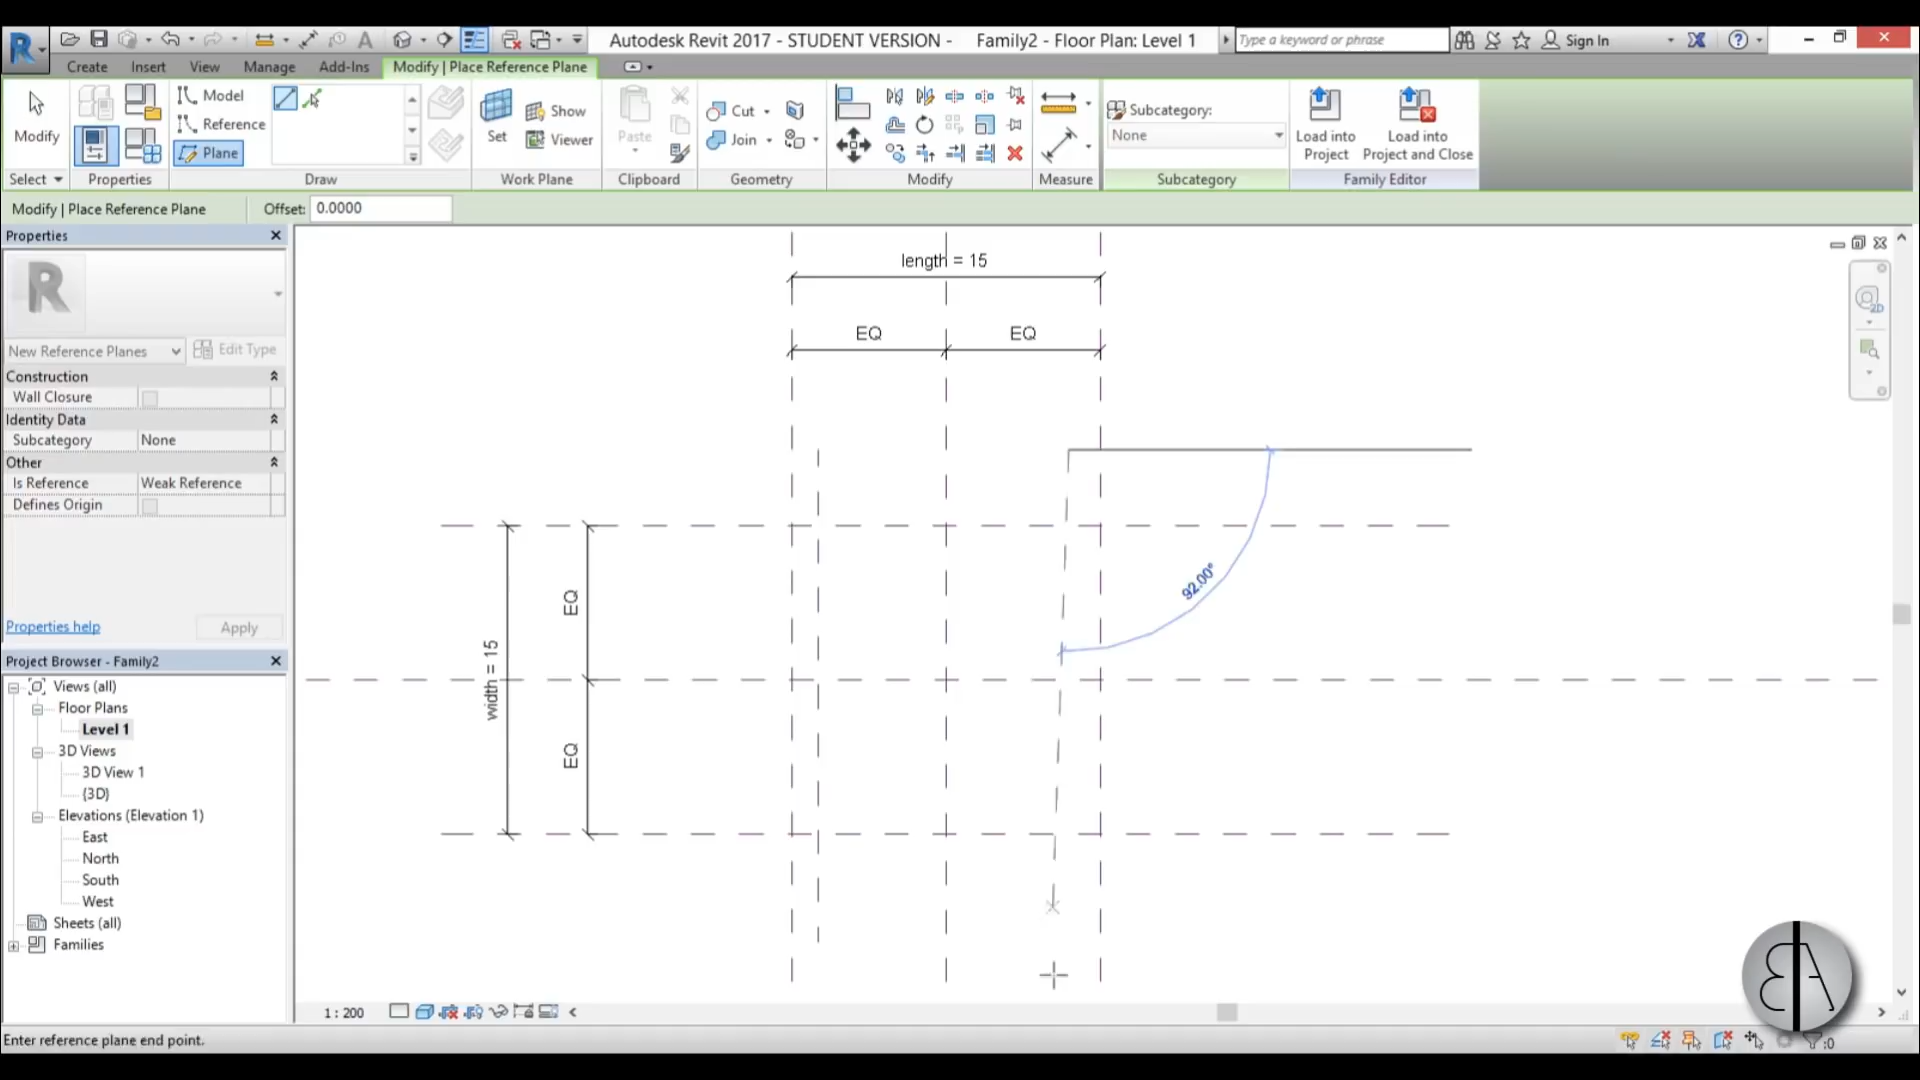 Autodesk Revit 2017 - STUDENT VERSION - Family2 - Floor Plan: Level 1
Type a keyword or phrase
Sign In
Create Insert View Manage Add-Ins Modify | Place Reference Plane
Modify
Model
Reference
Plane
Set
Show
Viewer
Paste
Cut
Join
Subcategory:
None
Load into
Project
Load into
Project and Close
Select Properties Draw Work Plane Clipboard Geometry Modify Measure Subcategory Family Editor
Modify | Place Reference Plane Offset: 0.0000
Properties
R
New Reference Planes Edit Type
Construction
Wall Closure
Identity Data
Subcategory None
Other
Is Reference Weak Reference
Defines Origin
Properties help Apply
Project Browser - Family2
Views (all)
Floor Plans
Level 1
3D Views
3D View 1
{3D}
Elevations (Elevation 1)
East
North
South
West
Sheets (all)
Families
length = 15
EQ EQ
width = 15
EQ
EQ
92.00°
2D
1 : 200
Enter reference plane end point.
:0
BA